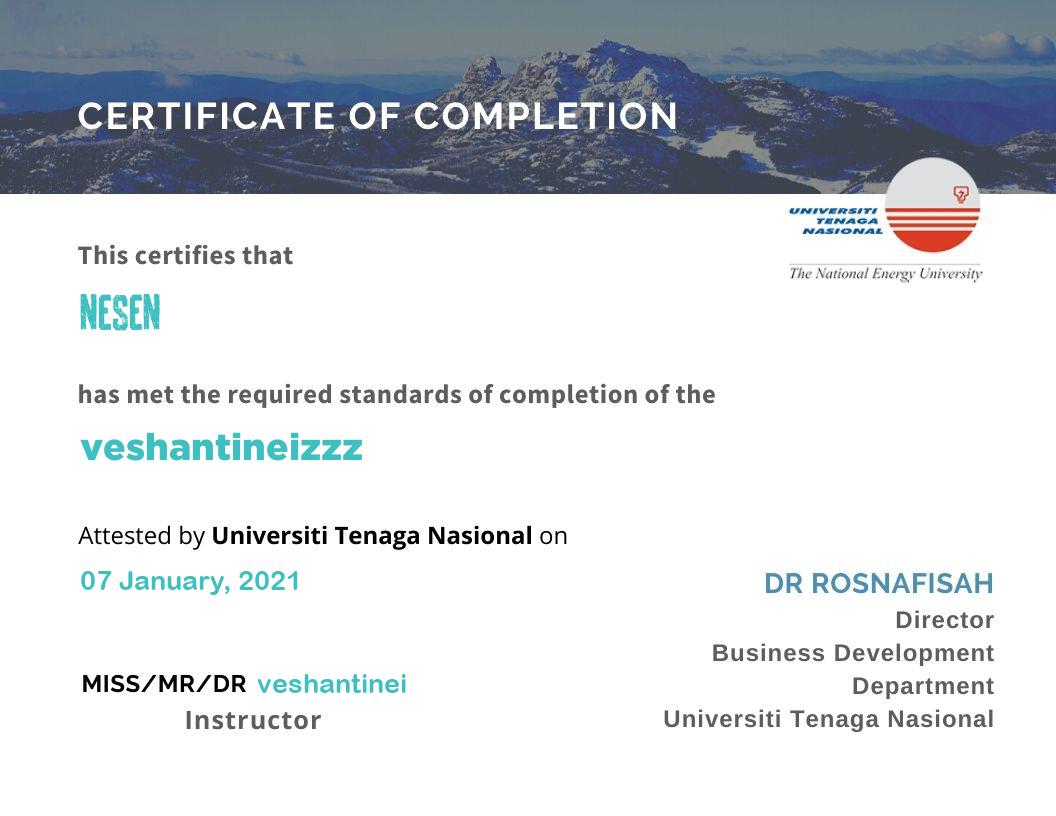 CERTIFICATE OF COMPLETION
UNIVERSITI
TENAGA
NASIONAL
The National Energy University
This certifies that
NESEN
has met the required standards of completion of the
veshantineizzz
Attested by Universiti Tenaga Nasional on
07 January, 2021
MISS/MR/DR veshantinei
Instructor
DR ROSNAFISAH
Director
Business Development
Department
Universiti Tenaga Nasional